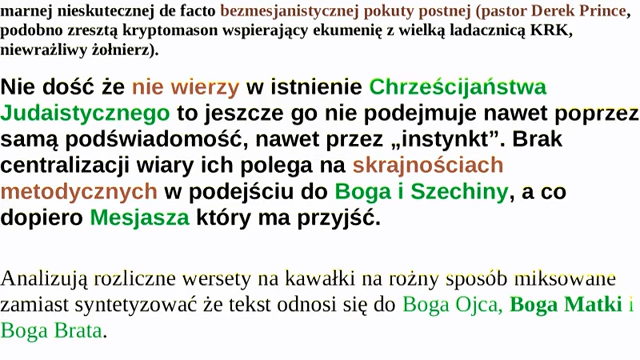 marnej nieskutecznej de facto bezmesjanistycznej pokuty postnej (pastor Derek Prince,
podobno zresztą kryptomason wspierający ekumenię z wielką ladacznicą KRK,
niewrażliwy żołnierz).
Nie dość że nie wierzy w istnienie Chrześcijaństwa
Judaistycznego to jeszcze go nie podejmuje nawet poprzez
samą podświadomość, nawet przez „instynkt”. Brak
centralizacji wiary ich polega na skrajnościach
metodycznych w podejściu do Boga i Szechiny, a co
dopiero Mesjasza który ma przyjść.
Analizują rozliczne wersety na kawałki na rożny sposób miksowane
zamiast syntetyzować że tekst odnosi się do Boga Ojca, Boga Matki i
Boga Brata.